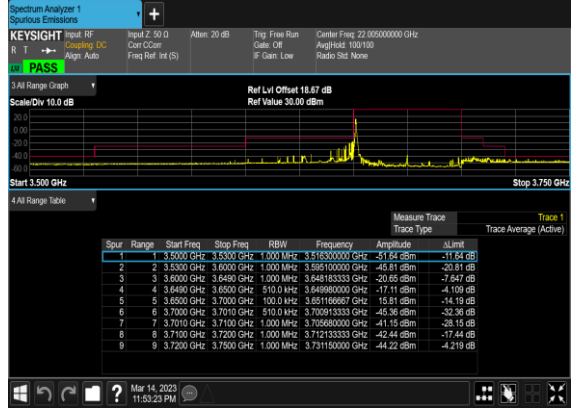 Spectrum Analyzer 1
Spurious Emissions
KEYSIGHT Input: RF Input Z: 50 Ω Atten: 20 dB Trig: Free Run Center Freq: 22.005000000 GHz
R T Coupling: DC Corr CCorr Gate: Off Avg|Hold: 100/100
Align: Auto Freq Ref: Int (S) IF Gain: Low Radio Std: None
PASS
3 All Range Graph
Ref Lvl Offset 18.67 dB
Scale/Div 10.0 dB Ref Value 30.00 dBm
20.0
0.00
-20.0
-40.0
-60.0
Start 3.500 GHz Stop 3.750 GHz
4 All Range Table
Measure Trace Trace 1
Trace Type Trace Average (Active)
Spur Range Start Freq Stop Freq RBW Frequency Amplitude ΔLimit
1 1 3.5000 GHz 3.5300 GHz 1.000 MHz 3.516300000 GHz -51.64 dBm -11.64 dB
2 2 3.5300 GHz 3.6000 GHz 1.000 MHz 3.595100000 GHz -45.81 dBm -20.81 dB
3 3 3.6000 GHz 3.6490 GHz 1.000 MHz 3.648183333 GHz -20.65 dBm -7.647 dB
4 4 3.6490 GHz 3.6500 GHz 510.0 kHz 3.649980000 GHz -17.11 dBm -4.109 dB
5 5 3.6500 GHz 3.7000 GHz 100.0 kHz 3.651166667 GHz 15.81 dBm -14.19 dB
6 6 3.7000 GHz 3.7010 GHz 510.0 kHz 3.700913333 GHz -45.36 dBm -32.36 dB
7 7 3.7010 GHz 3.7100 GHz 1.000 MHz 3.705680000 GHz -41.15 dBm -28.15 dB
8 8 3.7100 GHz 3.7200 GHz 1.000 MHz 3.712133333 GHz -42.44 dBm -17.44 dB
9 9 3.7200 GHz 3.7500 GHz 1.000 MHz 3.731150000 GHz -44.22 dBm -4.219 dB
? Mar 14, 2023
11:53:23 PM